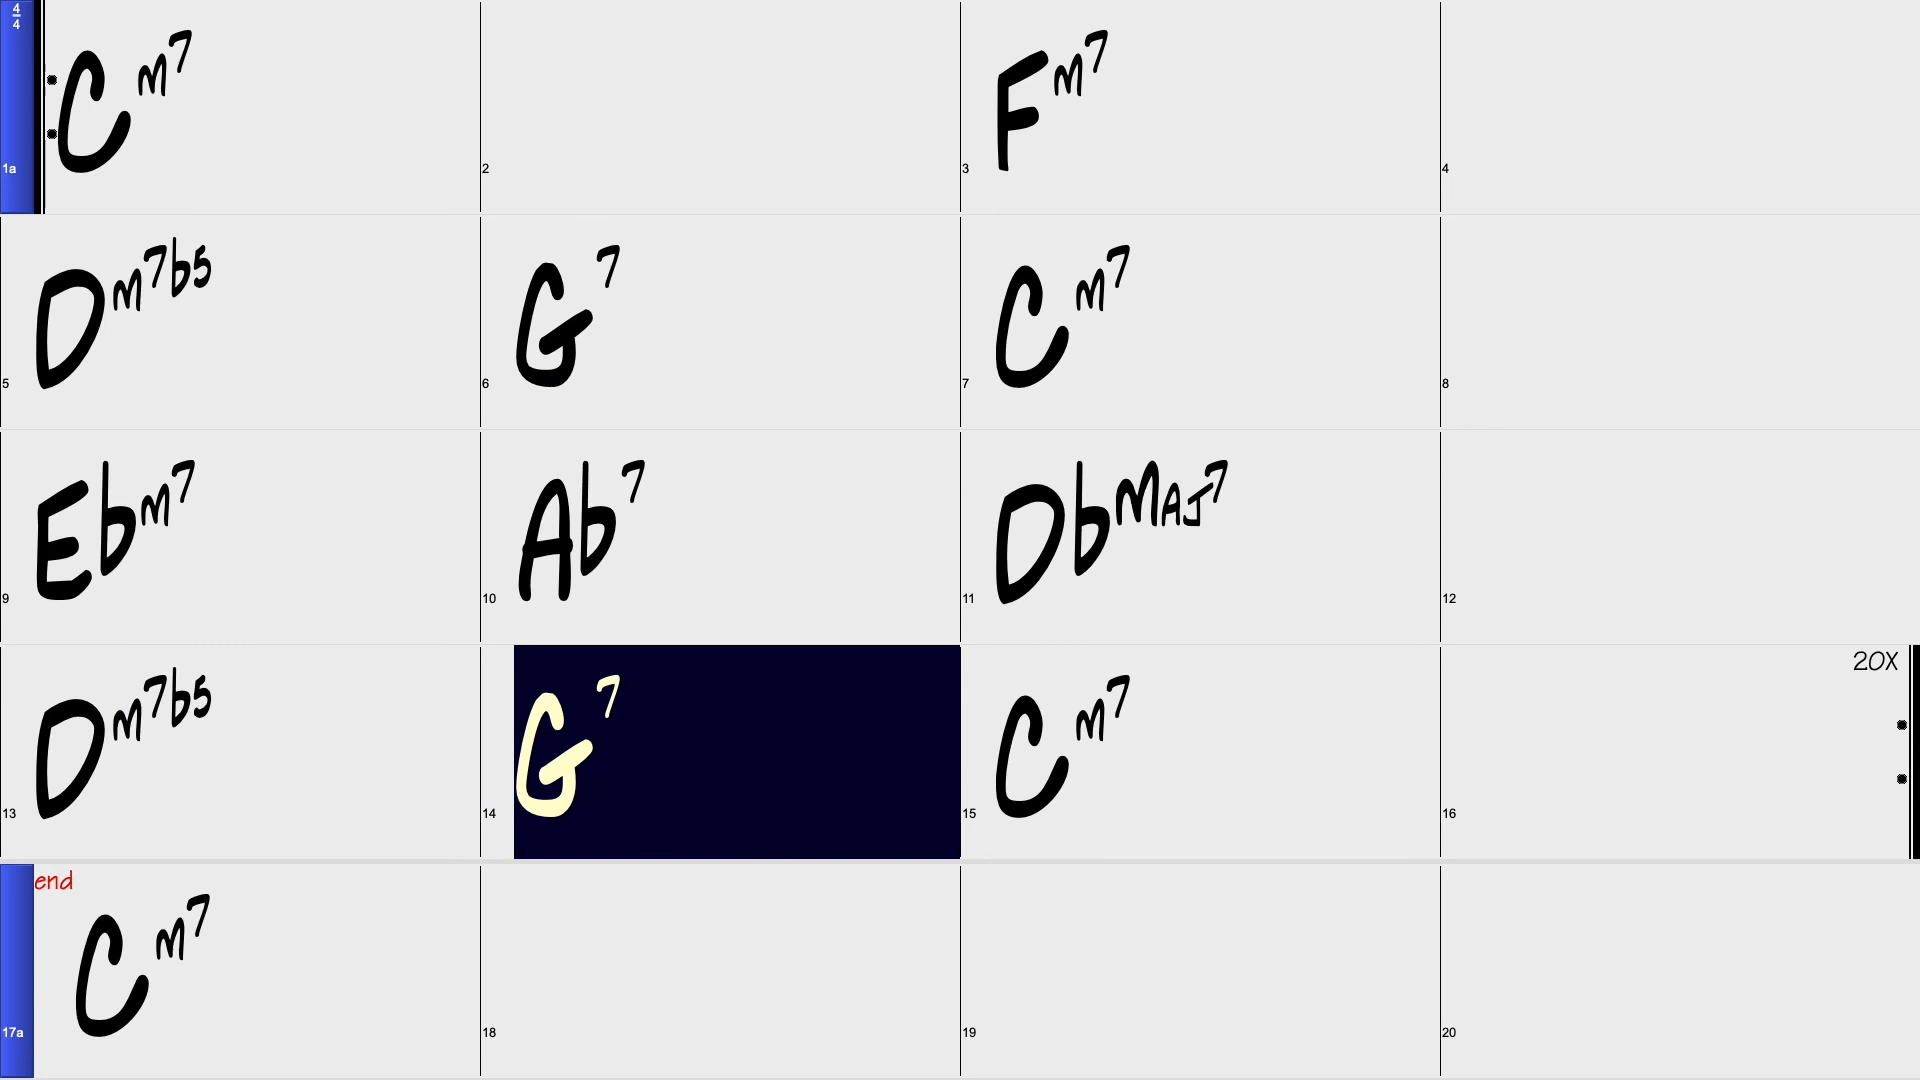 4
4
Cm7 Fm7
1a 2 3 4
Dm7b5 G7 Cm7
5 6 7 8
Ebm7 Ab7 DbMAJ7
9 10 11 12
20X
Dm7b5 G7 Cm7
13 14 15 16
end
Cm7
17a 18 19 20